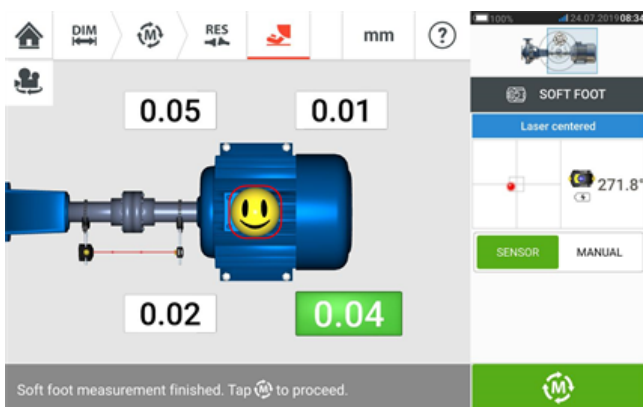 DIM
M
RES
mm
?
100%
24.07.2019 08:34
0.05
0.01
0.02
0.04
Soft foot measurement finished. Tap M to proceed.
SOFT FOOT
Laser centered
271.8°
SENSOR
MANUAL
M